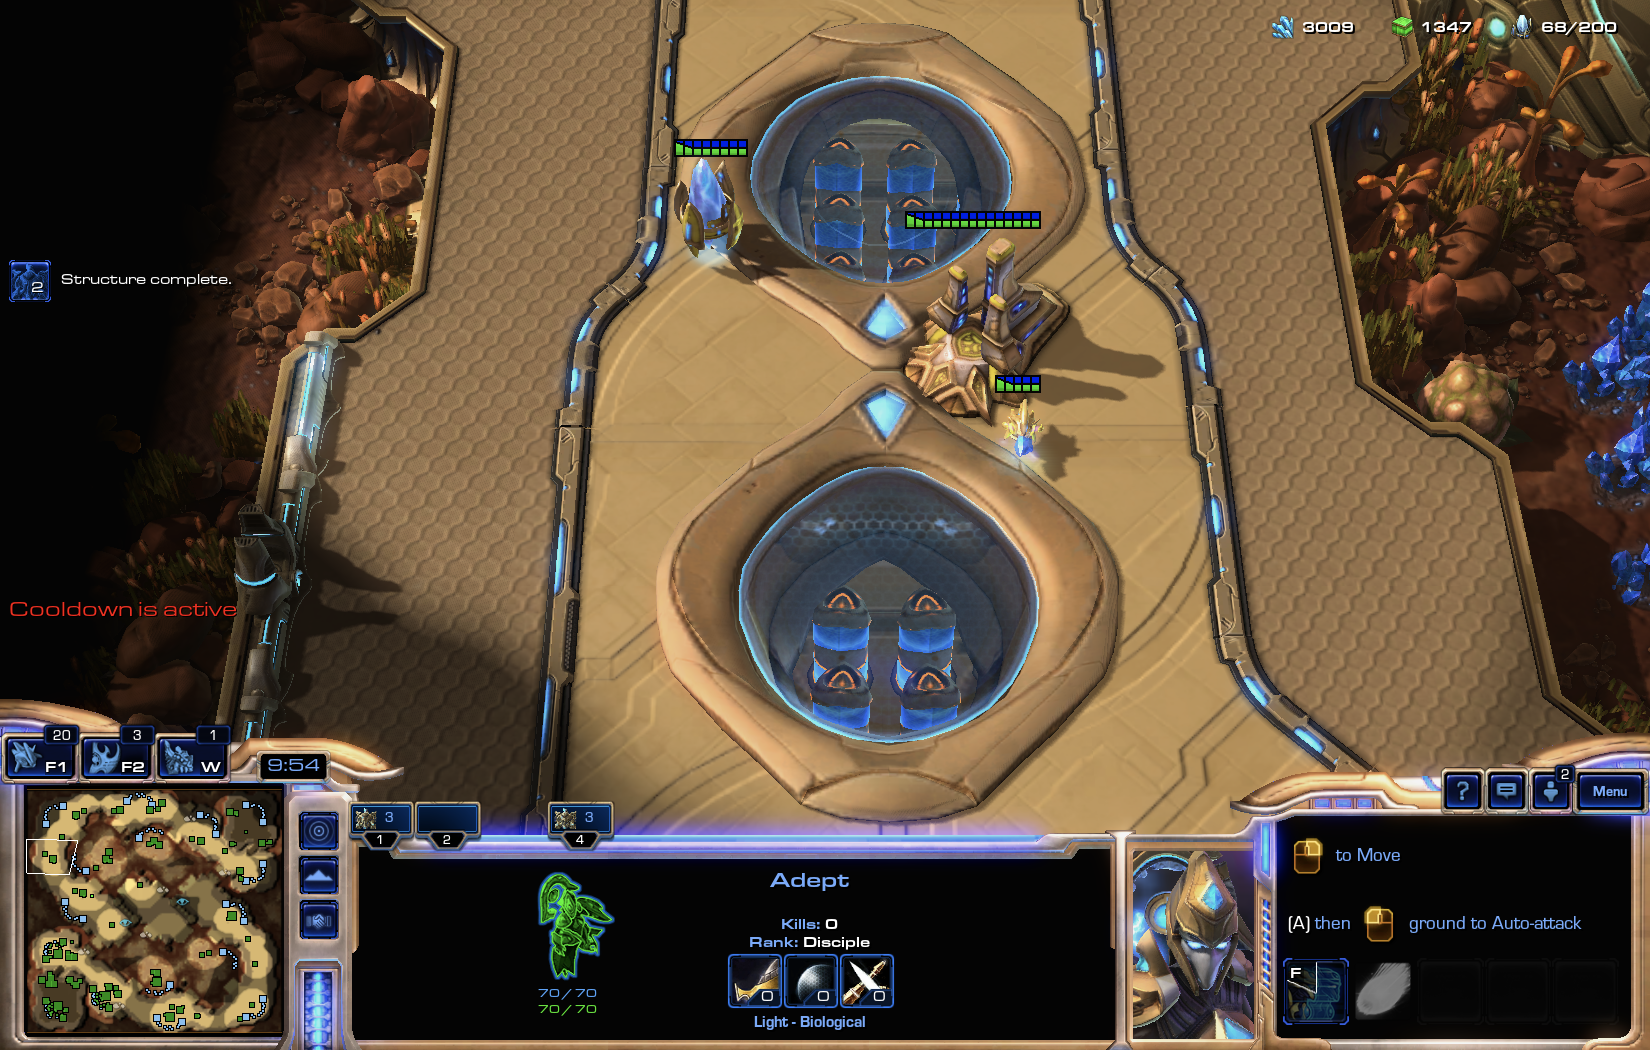 3009 1347 68/200
2 Structure complete.
Cooldown is active
20 3 1
F1 F2 W
9:54
2
? Menu
3 3
1 2 4
Adept
Kills: 0
Rank: Disciple
0 0 0
70/70
70/70
Light - Biological
to Move
(A) then ground to Auto-attack
F